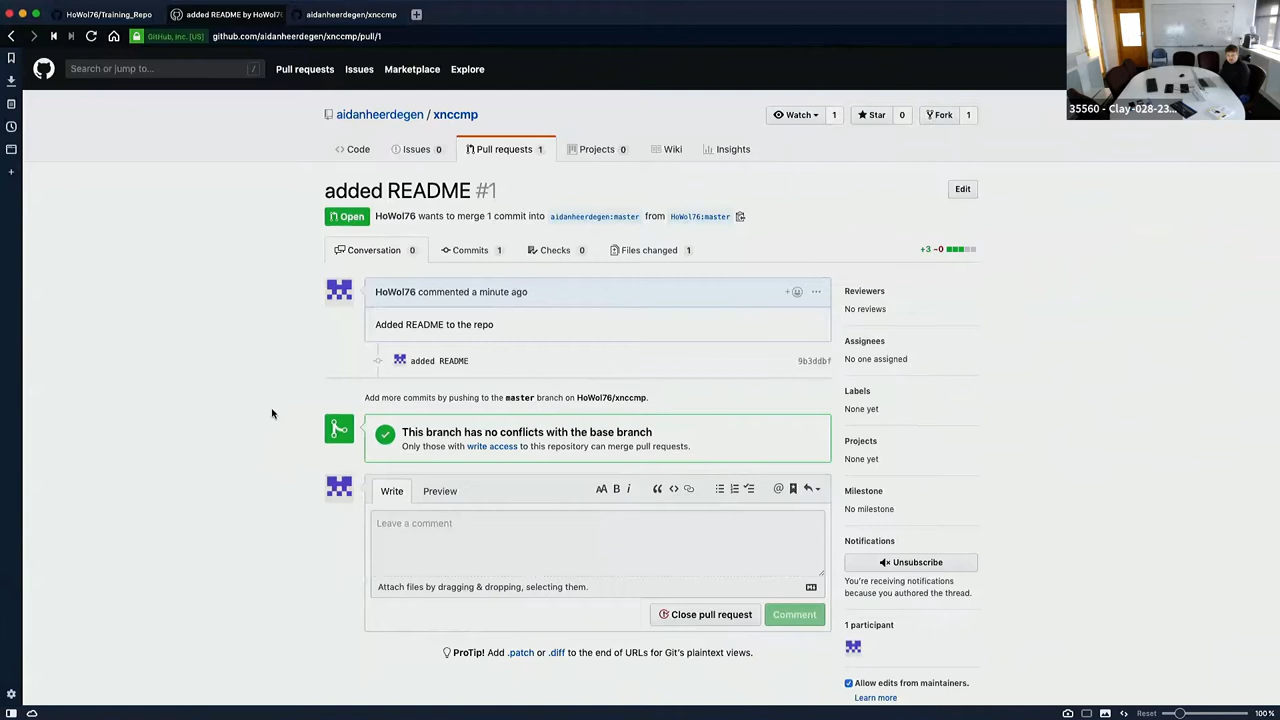 HoWol76/Training_Repo
added README by HoWol7
aidanheerdegen/xnccmp
GitHub, Inc. [US]
github.com/aidanheerdegen/xnccmp/pull/1
Search or jump to...
/
Pull requests
Issues
Marketplace
Explore
35560 - Clay-028-23...
aidanheerdegen / xnccmp
Watch 1
Star 0
Fork 1
Code
Issues 0
Pull requests 1
Projects 0
Wiki
Insights
added README #1
Edit
Open
HoWol76 wants to merge 1 commit into aidanheerdegen:master from HoWol76:master
Conversation 0
Commits 1
Checks 0
Files changed 1
+3 −0
HoWol76 commented a minute ago
Added README to the repo
added README
9b3ddbf
Add more commits by pushing to the master branch on HoWol76/xnccmp.
This branch has no conflicts with the base branch
Only those with write access to this repository can merge pull requests.
Write
Preview
AA B i
Leave a comment
Attach files by dragging & dropping, selecting them.
Close pull request
Comment
ProTip! Add .patch or .diff to the end of URLs for Git's plaintext views.
Reviewers
No reviews
Assignees
No one assigned
Labels
None yet
Projects
None yet
Milestone
No milestone
Notifications
Unsubscribe
You're receiving notifications
because you authored the thread.
1 participant
Allow edits from maintainers.
Learn more
Reset
100 %